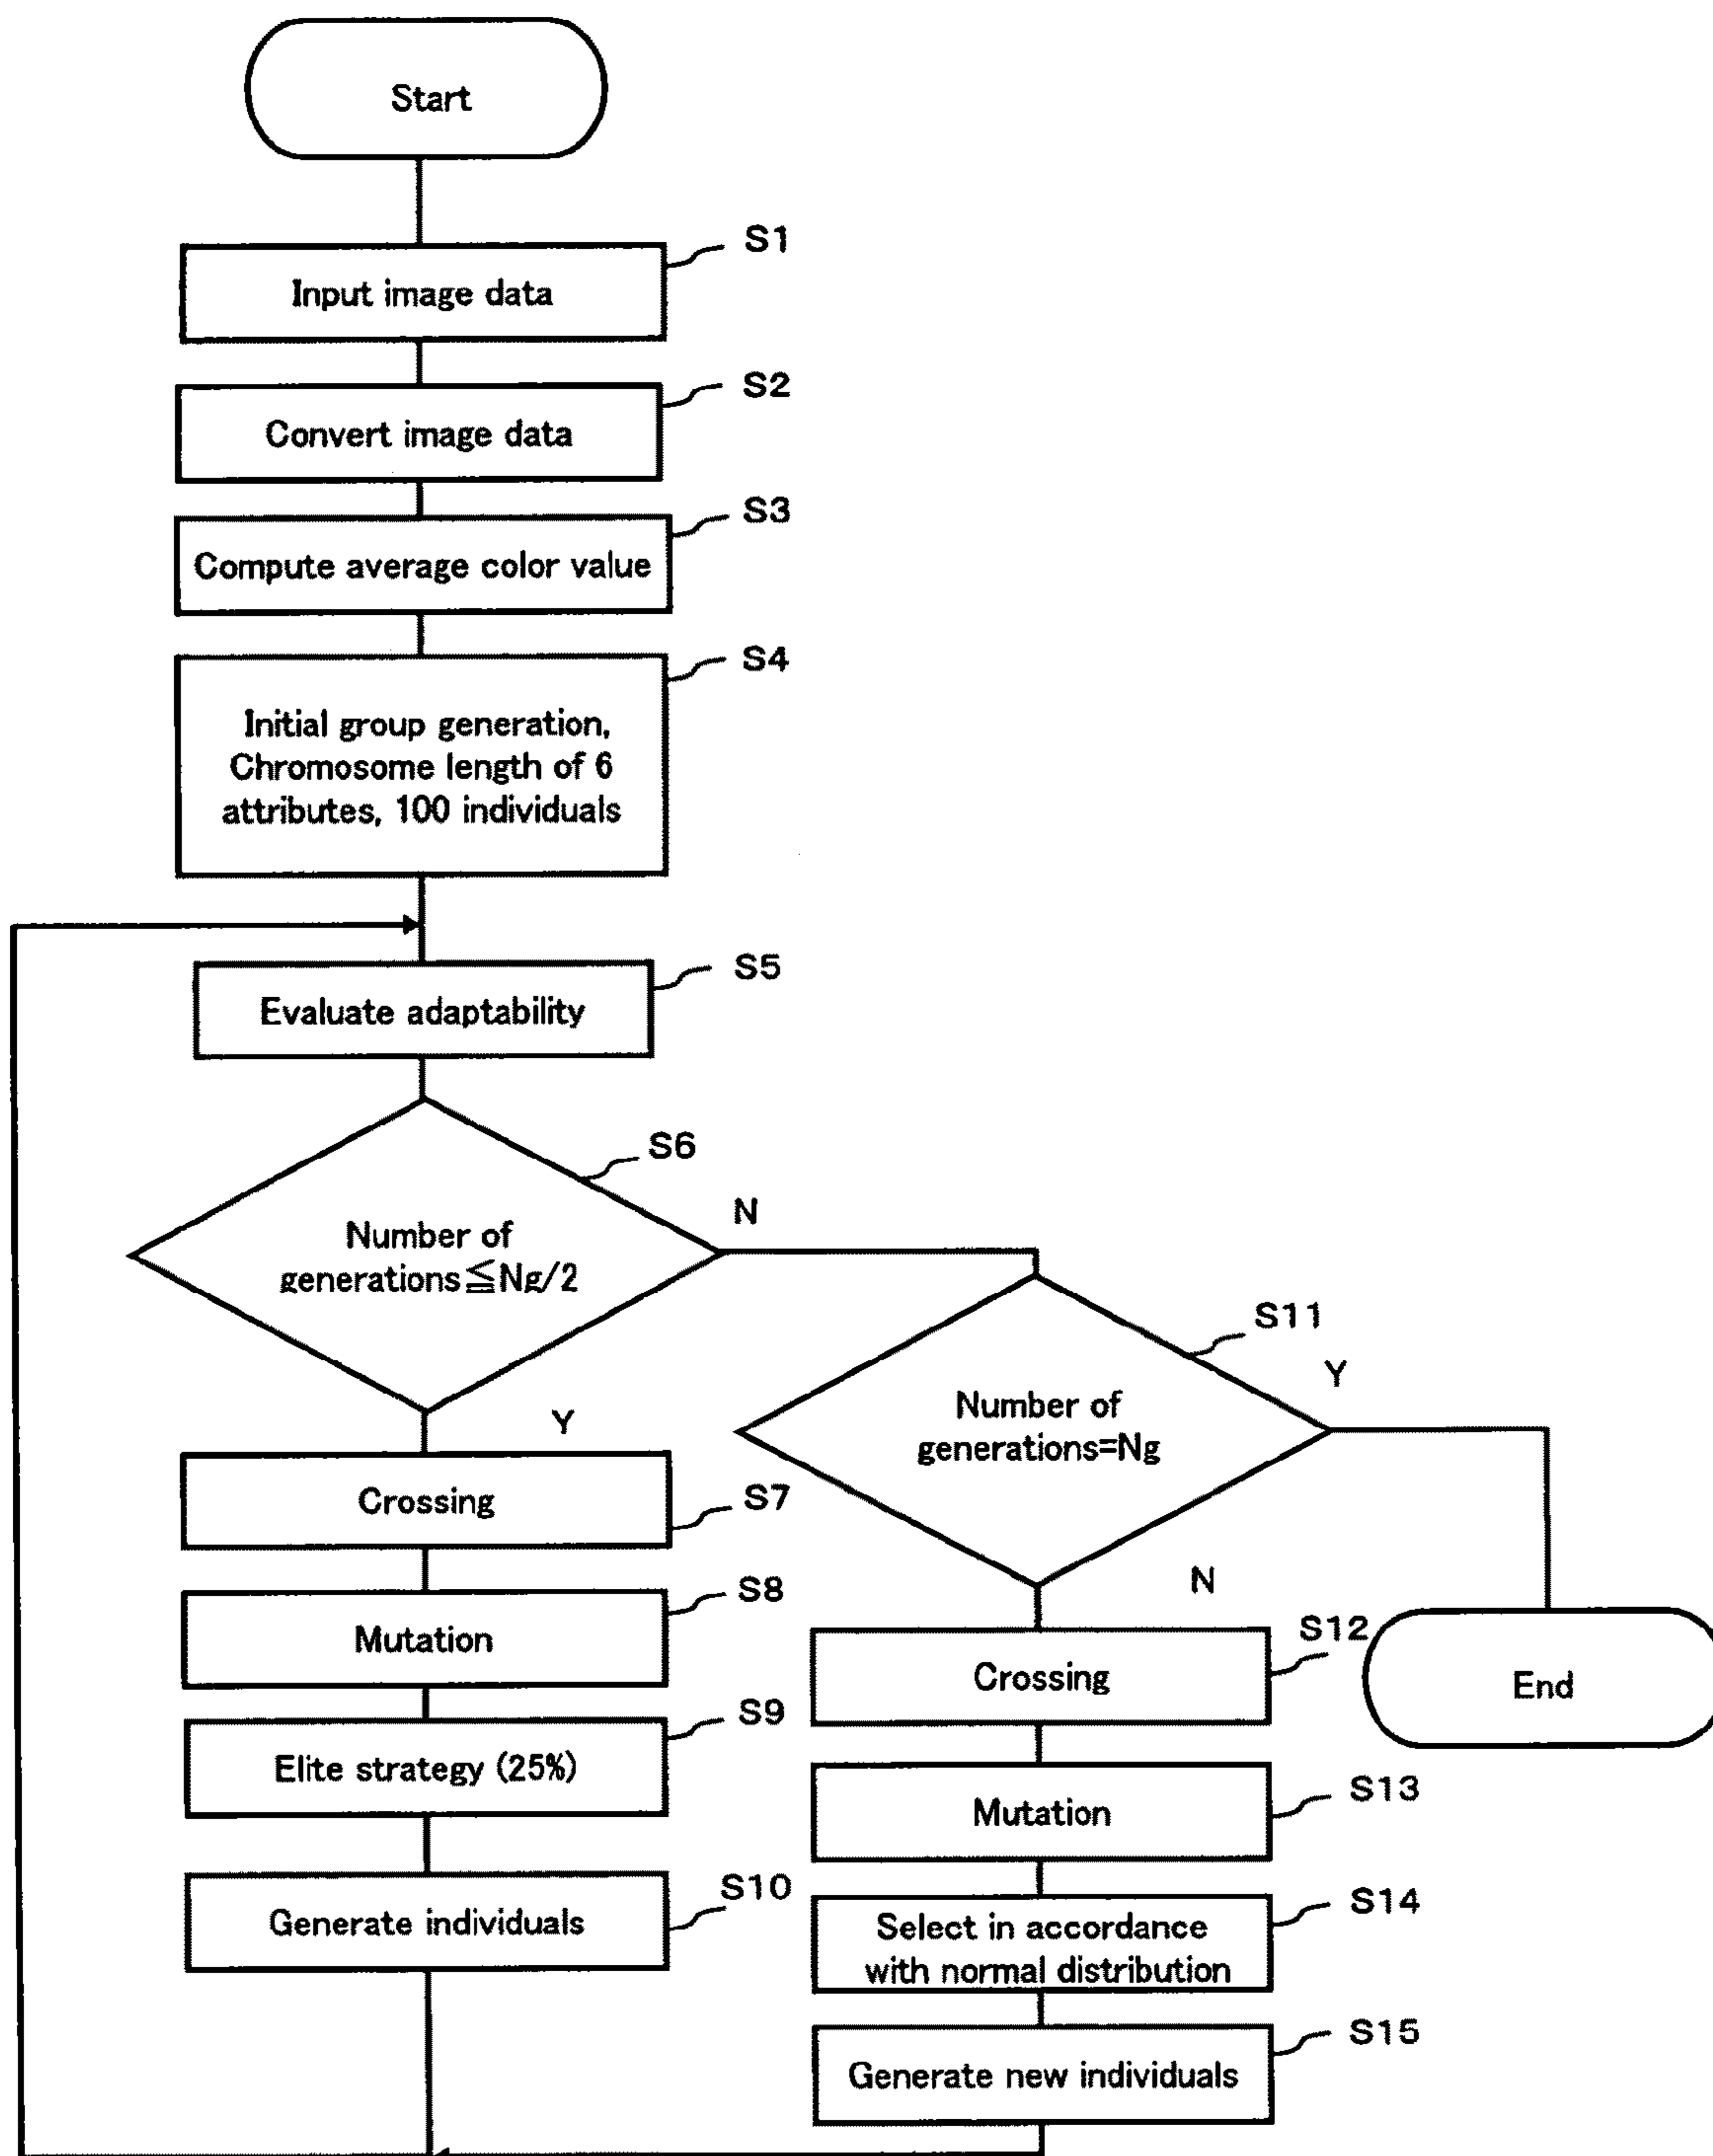 Start
S1
Input image data
S2
Convert image data
S3
Compute average color value
S4
Initial group generation,
Chromosome length of 6
attributes, 100 individuals
S5
Evaluate adaptability
S6
Number of
generations≦Ng/2
N
Y
S7
Crossing
S8
Mutation
S9
Elite strategy (25%)
S10
Generate individuals
S11
Number of
generations=Ng
Y
N
End
S12
Crossing
S13
Mutation
S14
Select in accordance
with normal distribution
S15
Generate new individuals